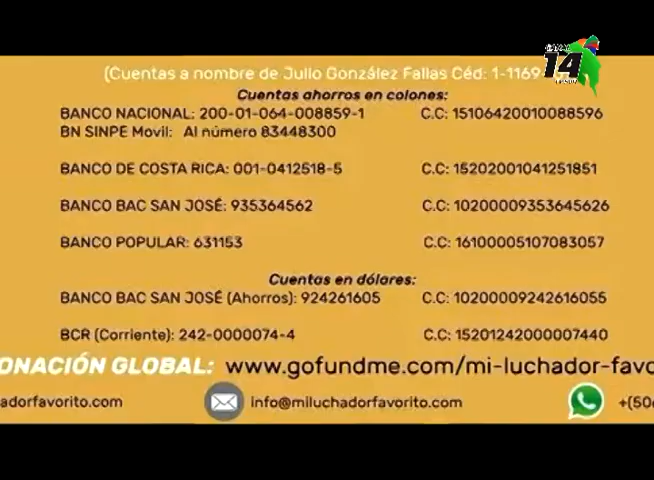 (Cuentas a nombre de Julio González Fallas Céd: 1-1169
CANAL
14
Cuentas ahorros en colones:
BANCO NACIONAL: 200-01-064-008859-1 C.C: 15106420010088596
BN SINPE Movil: Al número 83448300
BANCO DE COSTA RICA: 001-0412518-5 C.C: 15202001041251851
BANCO BAC SAN JOSÉ: 935364562 C.C: 10200009353645626
BANCO POPULAR: 631153 C.C: 16100005107083057
Cuentas en dólares:
BANCO BAC SAN JOSÉ (Ahorros): 924261605 C.C: 10200009242616055
BCR (Corriente): 242-0000074-4 C.C: 15201242000007440
ONACIÓN GLOBAL: www.gofundme.com/mi-luchador-favo
adorfavorito.com info@miluchadorfavorito.com +(506